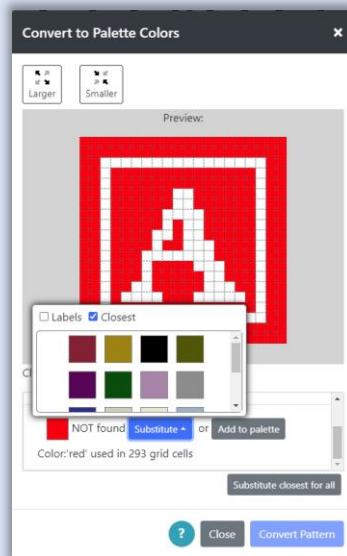 Convert to Palette Colors ×
Larger Smaller
Preview:
A
Labels Closest
NOT found Substitute or Add to palette
Color:'red' used in 293 grid cells
Substitute closest for all
? Close Convert Pattern